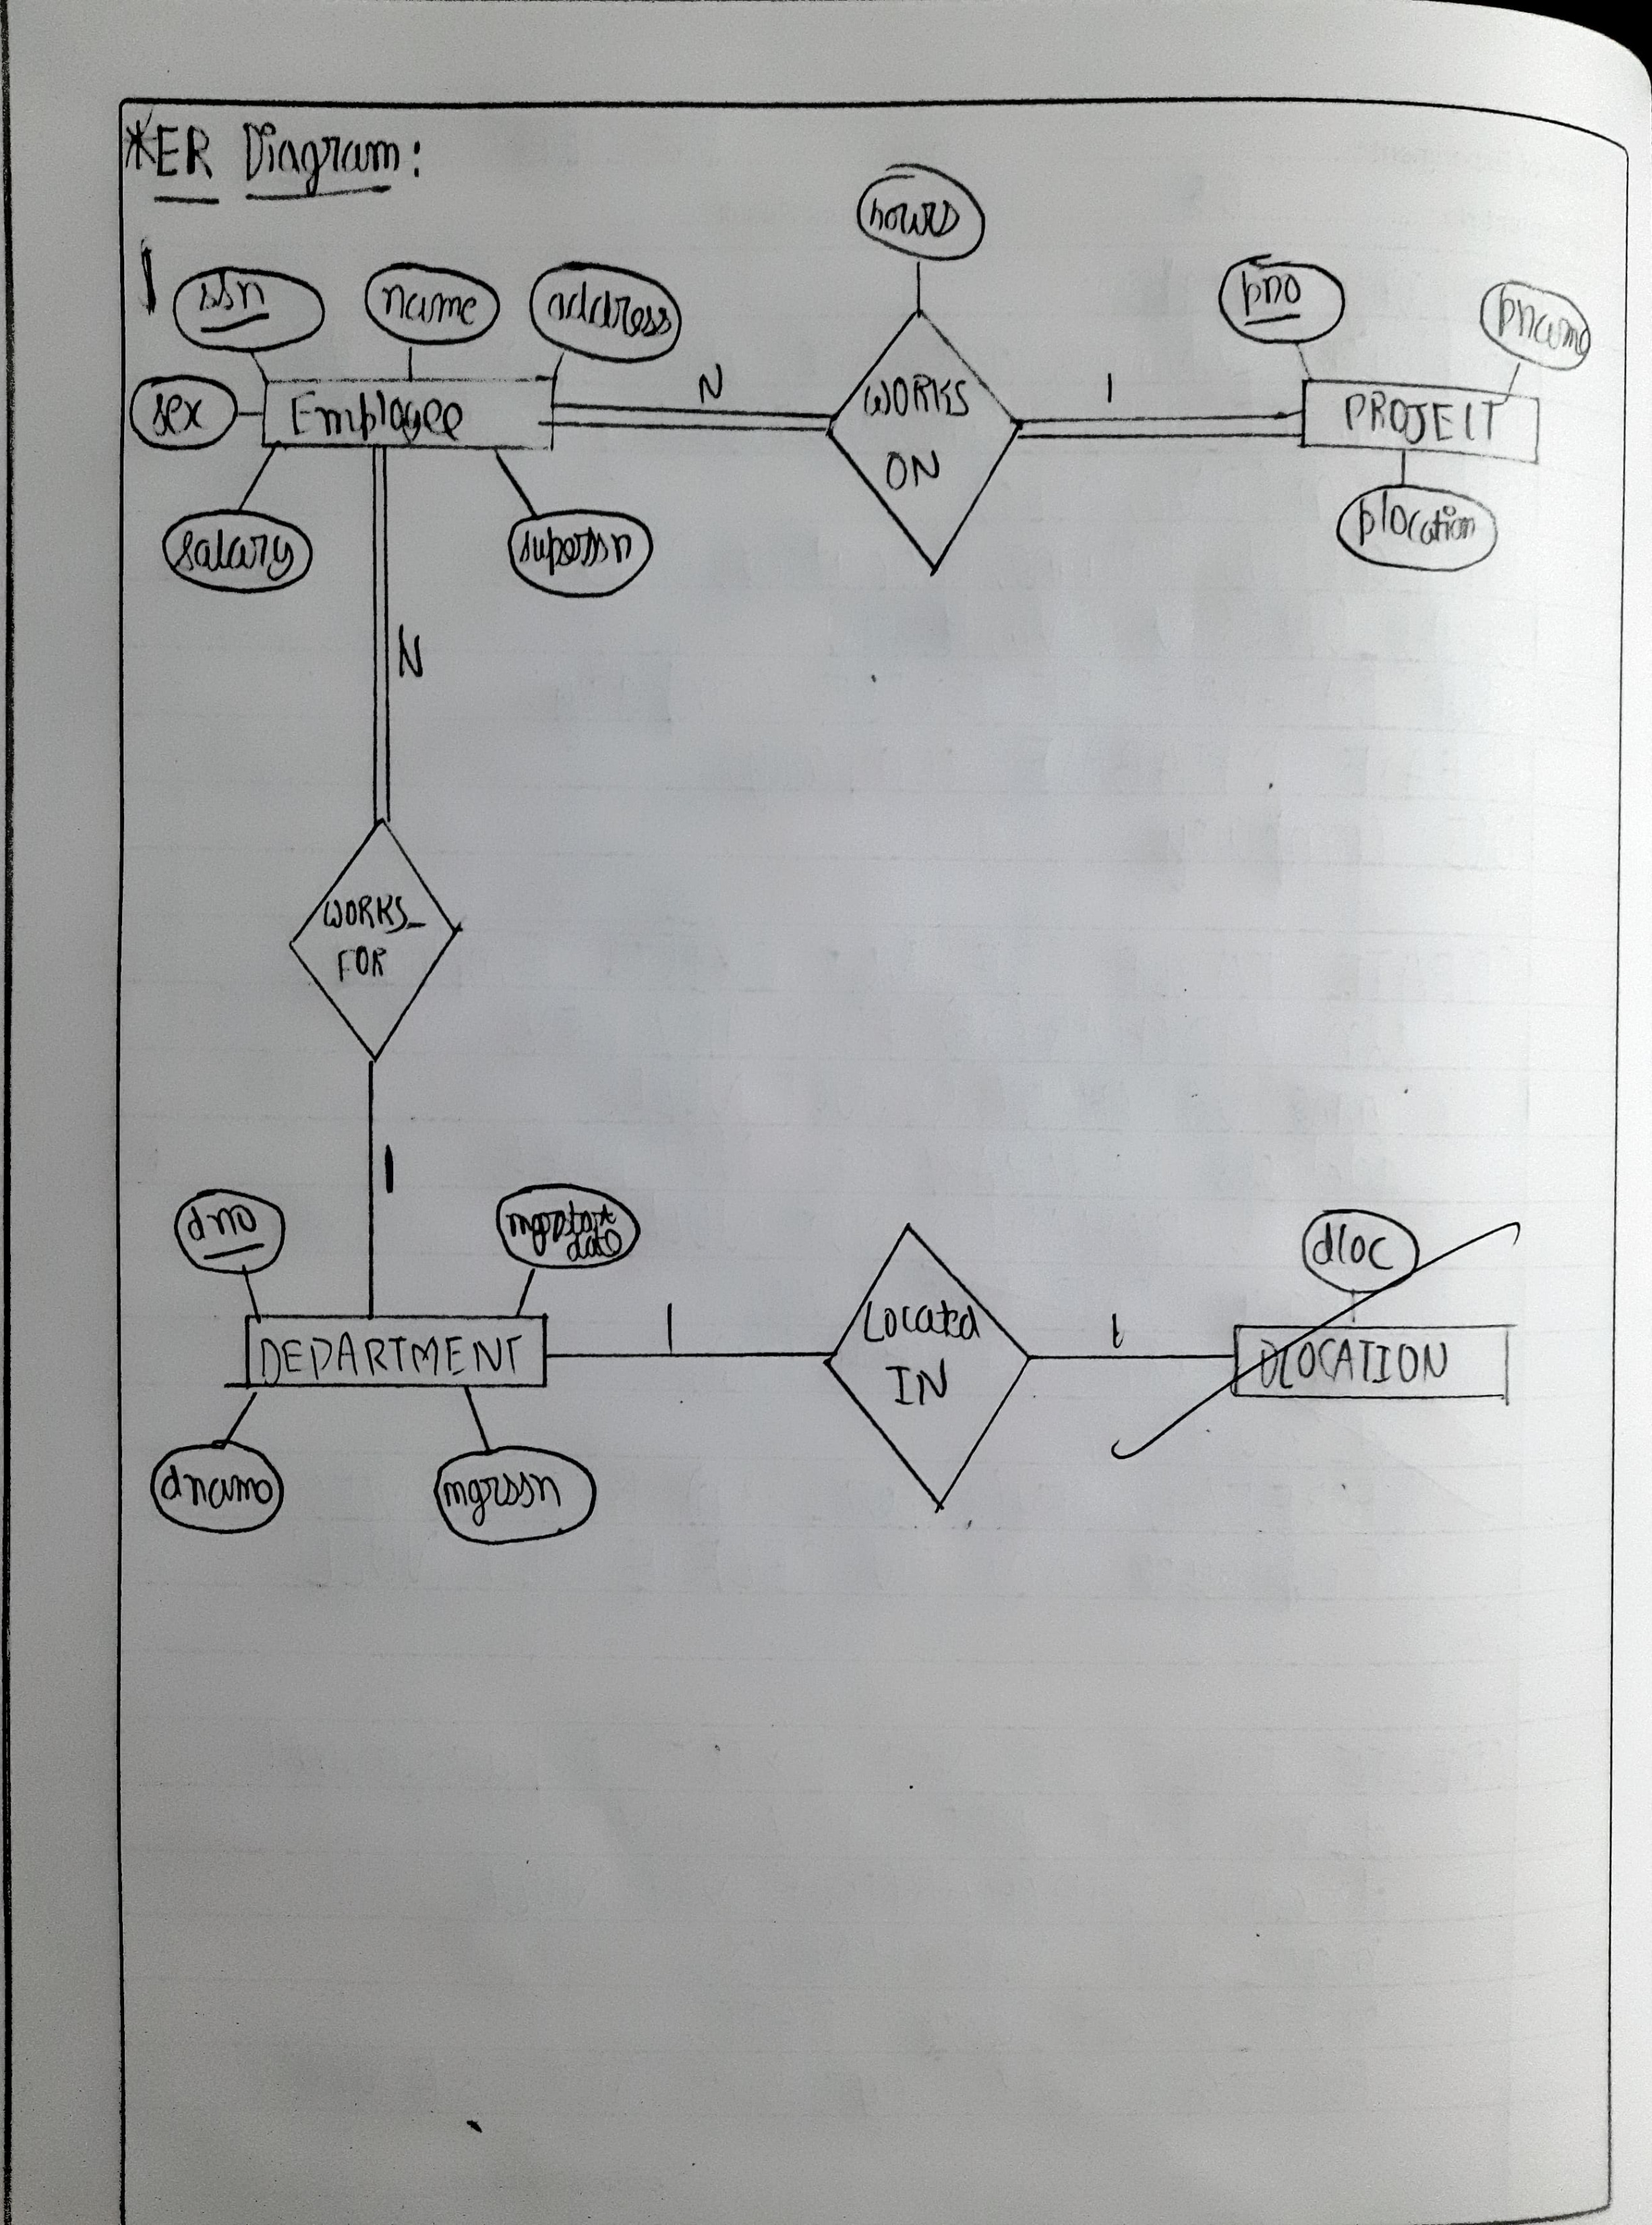 *ER Diagram:
hours
ssn name address pno pname
N 1
sex Employee WORKS ON PROJECT
salary superssn plocation
N
WORKS_
FOR
1
dno mgrstart
date dloc
1 1
DEPARTMENT Located
IN DLOCATION
dname mgrssn